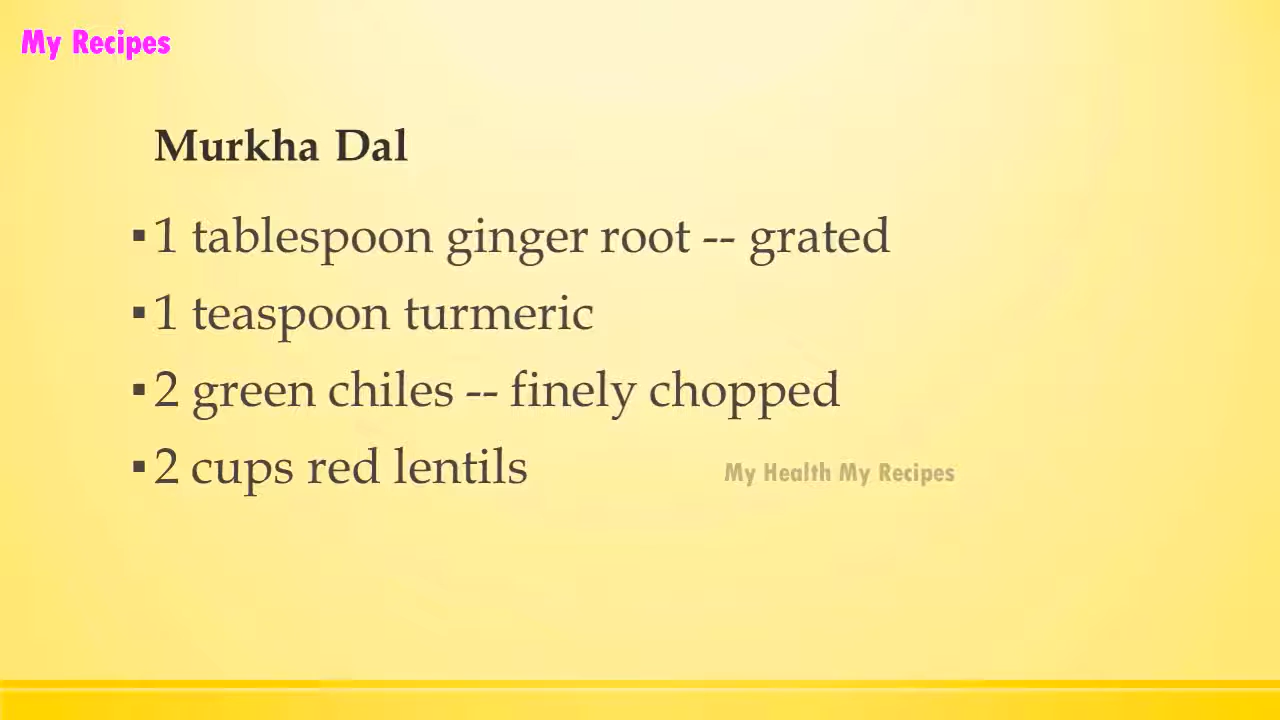 My Recipes
Murkha Dal
▪1 tablespoon ginger root -- grated
▪1 teaspoon turmeric
▪2 green chiles -- finely chopped
▪2 cups red lentils
My Health My Recipes